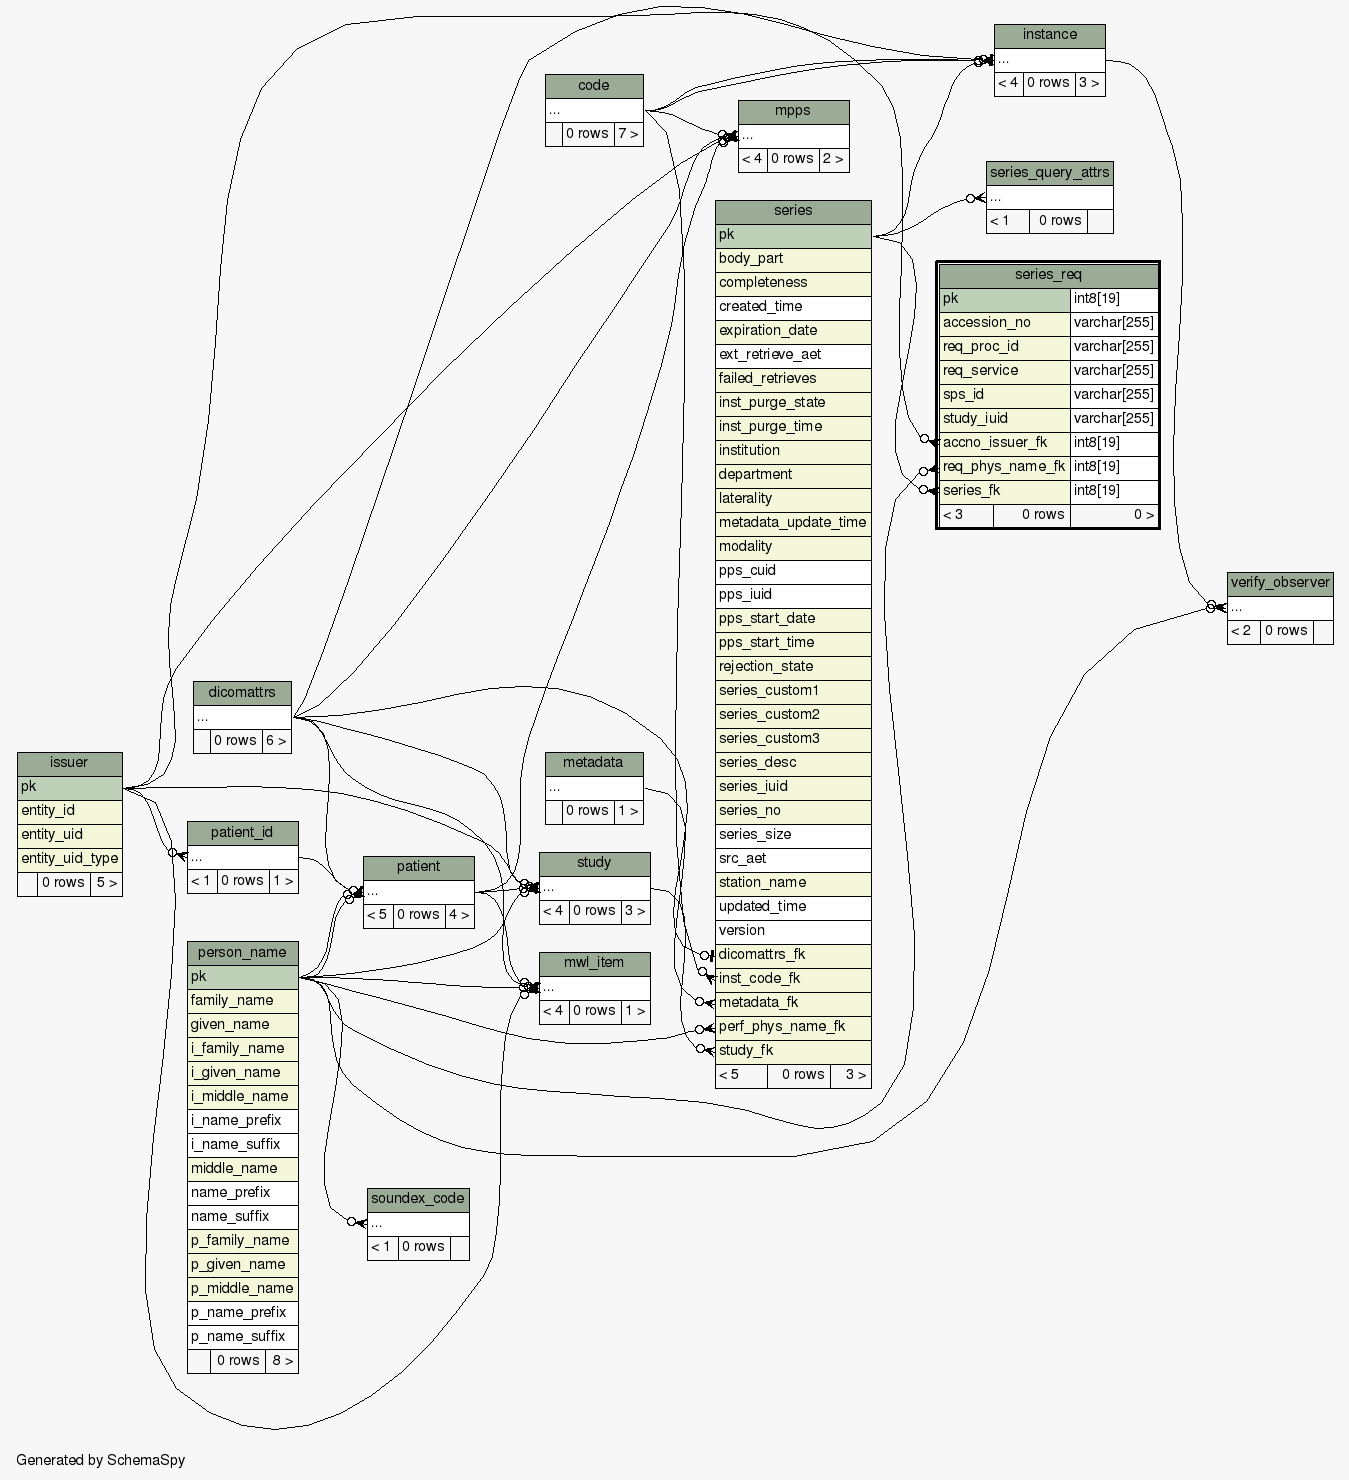 instance
...
< 4 0 rows 3 >
code
...
0 rows 7 >
mpps
...
< 4 0 rows 2 >
series_query_attrs
...
< 1 0 rows
series
pk
body_part
completeness
created_time
expiration_date
ext_retrieve_aet
failed_retrieves
inst_purge_state
inst_purge_time
institution
department
laterality
metadata_update_time
modality
pps_cuid
pps_iuid
pps_start_date
pps_start_time
rejection_state
series_custom1
series_custom2
series_custom3
series_desc
series_iuid
series_no
series_size
src_aet
station_name
updated_time
version
dicomattrs_fk
inst_code_fk
metadata_fk
perf_phys_name_fk
study_fk
< 5 0 rows 3 >
series_req
pk int8[19]
accession_no varchar[255]
req_proc_id varchar[255]
req_service varchar[255]
sps_id varchar[255]
study_iuid varchar[255]
accno_issuer_fk int8[19]
req_phys_name_fk int8[19]
series_fk int8[19]
< 3 0 rows 0 >
verify_observer
...
< 2 0 rows
dicomattrs
...
0 rows 6 >
issuer
pk
entity_id
entity_uid
entity_uid_type
0 rows 5 >
metadata
...
0 rows 1 >
patient_id
...
< 1 0 rows 1 >
patient
...
< 5 0 rows 4 >
study
...
< 4 0 rows 3 >
person_name
pk
family_name
given_name
i_family_name
i_given_name
i_middle_name
i_name_prefix
i_name_suffix
middle_name
name_prefix
name_suffix
p_family_name
p_given_name
p_middle_name
p_name_prefix
p_name_suffix
0 rows 8 >
mwl_item
...
< 4 0 rows 1 >
soundex_code
...
< 1 0 rows
Generated by SchemaSpy